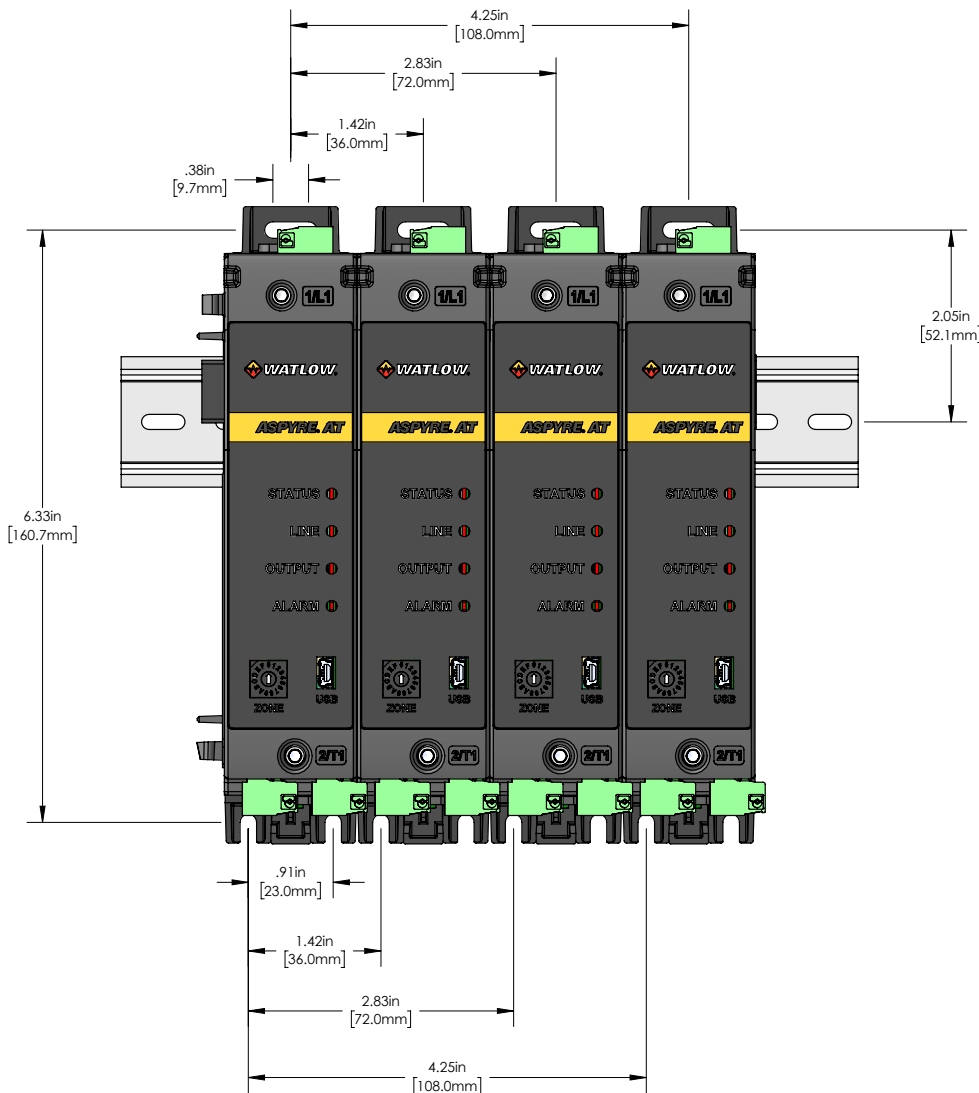 4.25in
[108.0mm]
2.83in
[72.0mm]
1.42in
[36.0mm]
.38in
[9.7mm]
1/L1 1/L1 1/L1 1/L1
2.05in
[52.1mm]
WATLOW. WATLOW. WATLOW. WATLOW.
ASPYRE. AT ASPYRE. AT ASPYRE. AT ASPYRE. AT
STATUS STATUS STATUS STATUS
6.33in
[160.7mm]
LINE LINE LINE LINE
OUTPUT OUTPUT OUTPUT OUTPUT
ALARM ALARM ALARM ALARM
USB USB USB USB
ZONE ZONE ZONE ZONE
2/T1 2/T1 2/T1 2/T1
.91in
[23.0mm]
1.42in
[36.0mm]
2.83in
[72.0mm]
4.25in
[108.0mm]